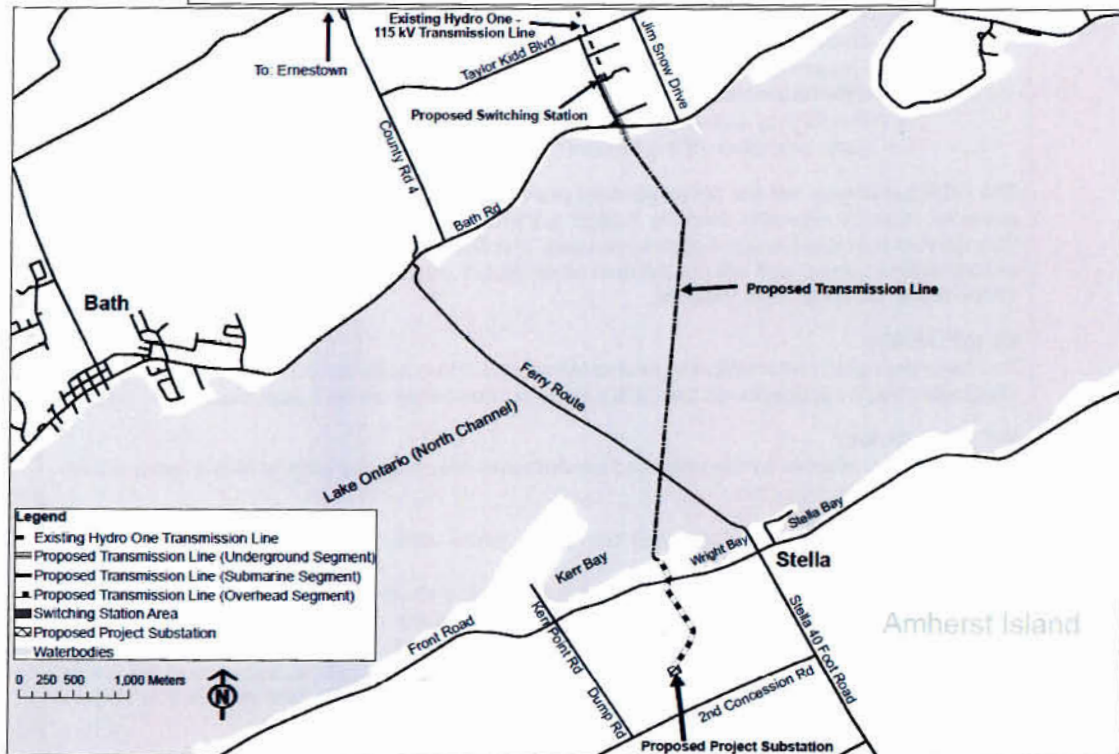 Existing Hydro One -
115 kV Transmission Line
Jim Snow Drive
To: Ernestown
Taylor Kidd Blvd
Proposed Switching Station
County Rd 4
Bath Rd
Proposed Transmission Line
Bath
Ferry Route
Lake Ontario (North Channel)
Stella Bay
Wright Bay
Kerr Bay
Stella
Legend
Existing Hydro One Transmission Line
Proposed Transmission Line (Underground Segment)
Proposed Transmission Line (Submarine Segment)
Proposed Transmission Line (Overhead Segment)
Switching Station Area
Proposed Project Substation
Waterbodies
Front Road
Kerr Point Rd
Stella 40 Foot Road
Amherst Island
0 250 500 1,000 Meters
N
Dump Rd
2nd Concession Rd
Proposed Project Substation